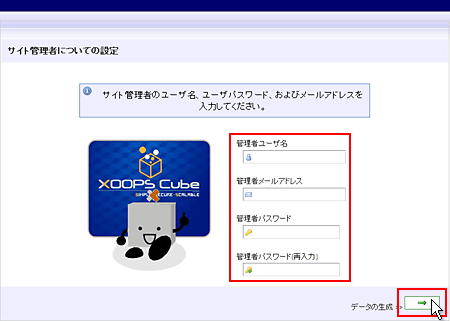 サイト管理者についての設定
サイト管理者のユーザ名、ユーザパスワード、およびメールアドレスを
入力してください。
XOOPS Cube
SIMPLE-SECURE-SCALABLE
管理者ユーザ名
管理者メールアドレス
管理者パスワード
管理者パスワード(再入力)
データの生成 >>